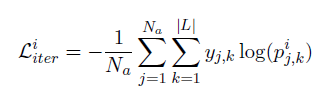 $\mathcal{L}_{iter}^{i} = -\frac{1}{N_a} \sum_{j=1}^{N_a} \sum_{k=1}^{|L|} y_{j,k} \log(p_{j,k}^{i})$